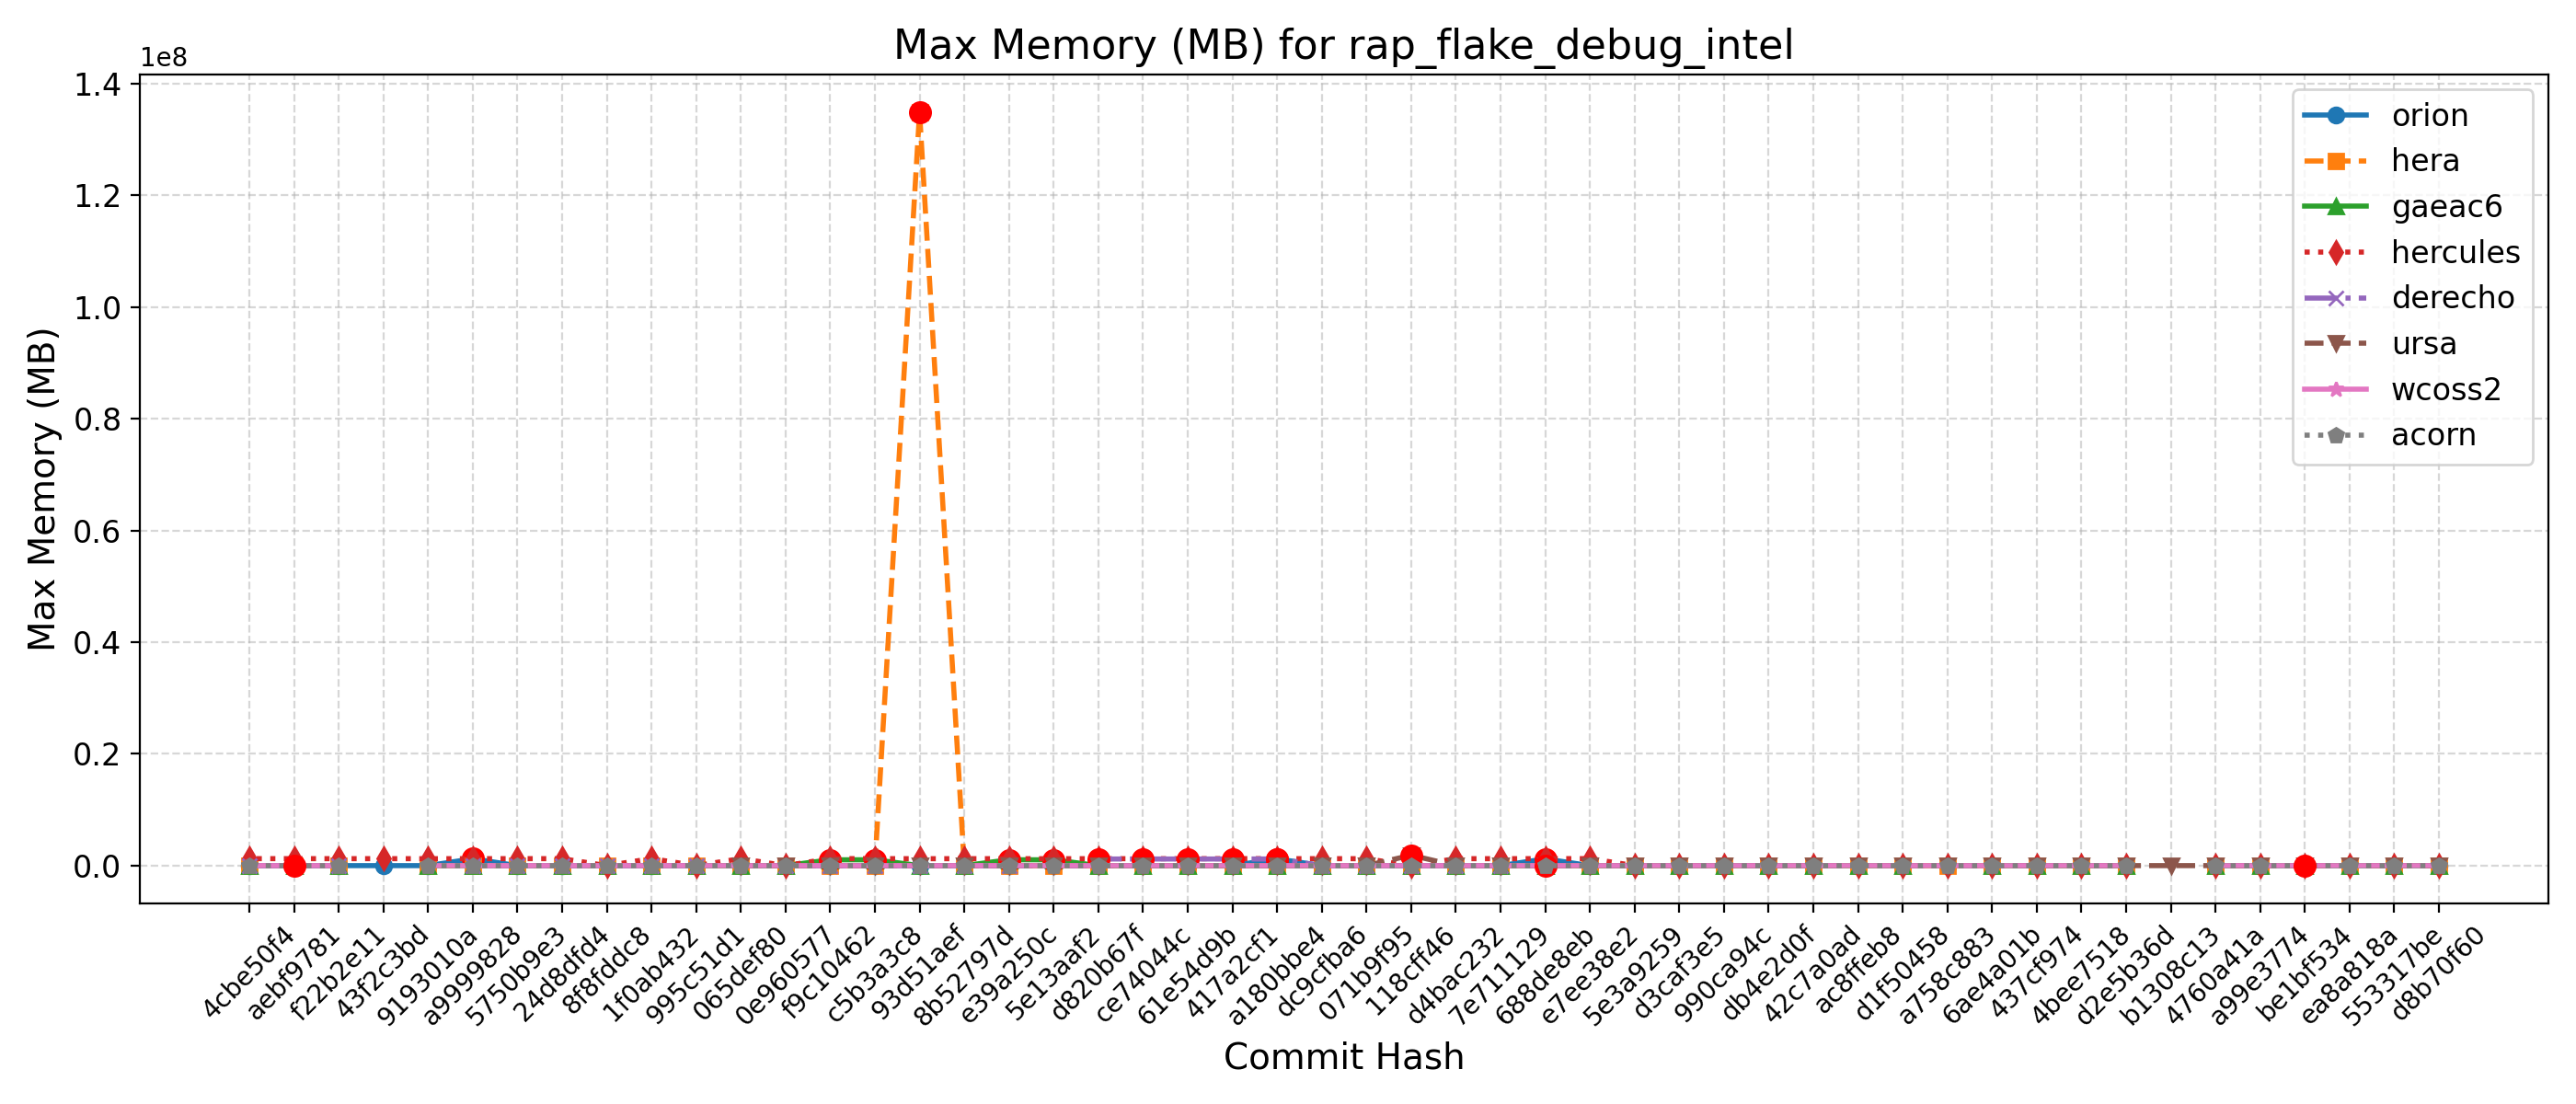 Max Memory (MB) for rap_flake_debug_intel
1e8
1.4
1.2
1.0
0.8
0.6
0.4
0.2
0.0
Max Memory (MB)
orion
hera
gaeac6
hercules
derecho
ursa
wcoss2
acorn
4cbe50f4
aebf9781
f22b2e11
43f2c3bd
9193010a
a9999828
5750b9e3
24d8dfd4
8f8fddc8
1f0ab432
995c51d1
065def80
0e960577
f9c10462
c5b3a3c8
93d51aef
8b52797d
e39a250c
5e13aaf2
d820b67f
ce74044c
61e54d9b
417a2cf1
a180bbe4
dc9cfba6
071b9f95
118cff46
d4bac232
7e711129
688de8eb
e7ee38e2
5e3a9259
d3caf3e5
990ca94c
db4e2d0f
42c7a0ad
ac8ffeb8
d1f50458
a758c883
6ae4a01b
437cf974
4bee7518
d2e5b36d
b1308c13
4760a41a
a99e3774
be1bf534
ea8a818a
553317be
d8b70f60
Commit Hash